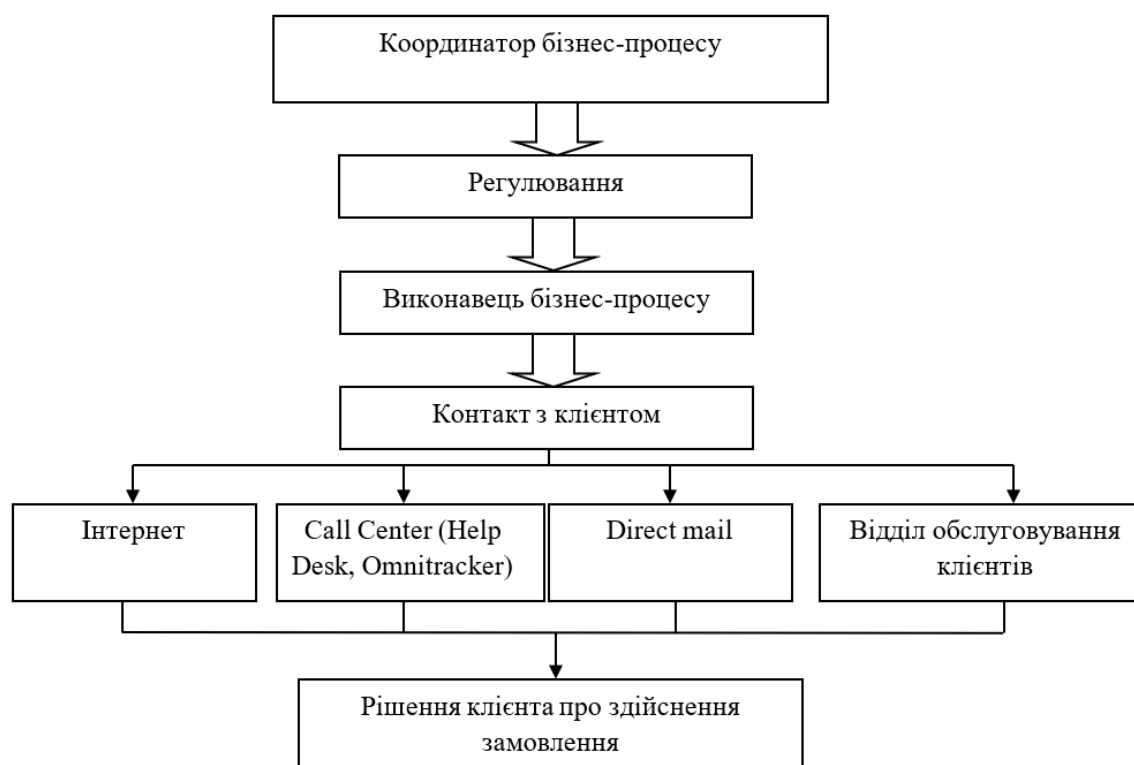 Координатор бізнес-процесу
Регулювання
Виконавець бізнес-процесу
Контакт з клієнтом
Інтернет
Call Center (Help
Desk, Omnitracker)
Direct mail
Відділ обслуговування
клієнтів
Рішення клієнта про здійснення
замовлення